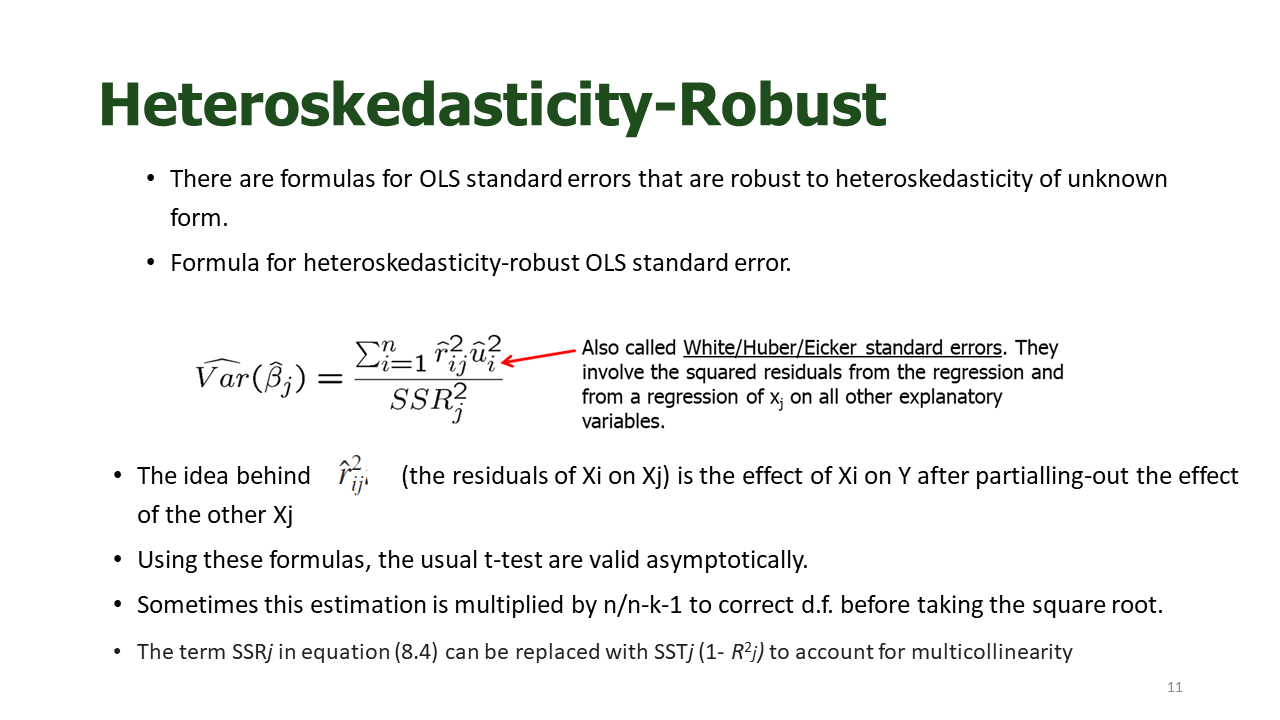 Heteroskedasticity-Robust
• There are formulas for OLS standard errors that are robust to heteroskedasticity of unknown
form.
• Formula for heteroskedasticity-robust OLS standard error.
$\widehat{Var}(\hat{\beta}_j) = \frac{\sum_{i=1}^{n} \hat{r}_{ij}^2 \hat{u}_i^2}{SSR_j^2}$
Also called White/Huber/Eicker standard errors. They
involve the squared residuals from the regression and
from a regression of xj on all other explanatory
variables.
• The idea behind $\hat{r}_{ij}^2$ (the residuals of Xi on Xj) is the effect of Xi on Y after partialling-out the effect
of the other Xj
• Using these formulas, the usual t-test are valid asymptotically.
• Sometimes this estimation is multiplied by n/n-k-1 to correct d.f. before taking the square root.
• The term SSRj in equation (8.4) can be replaced with SSTj (1- R²j) to account for multicollinearity
11